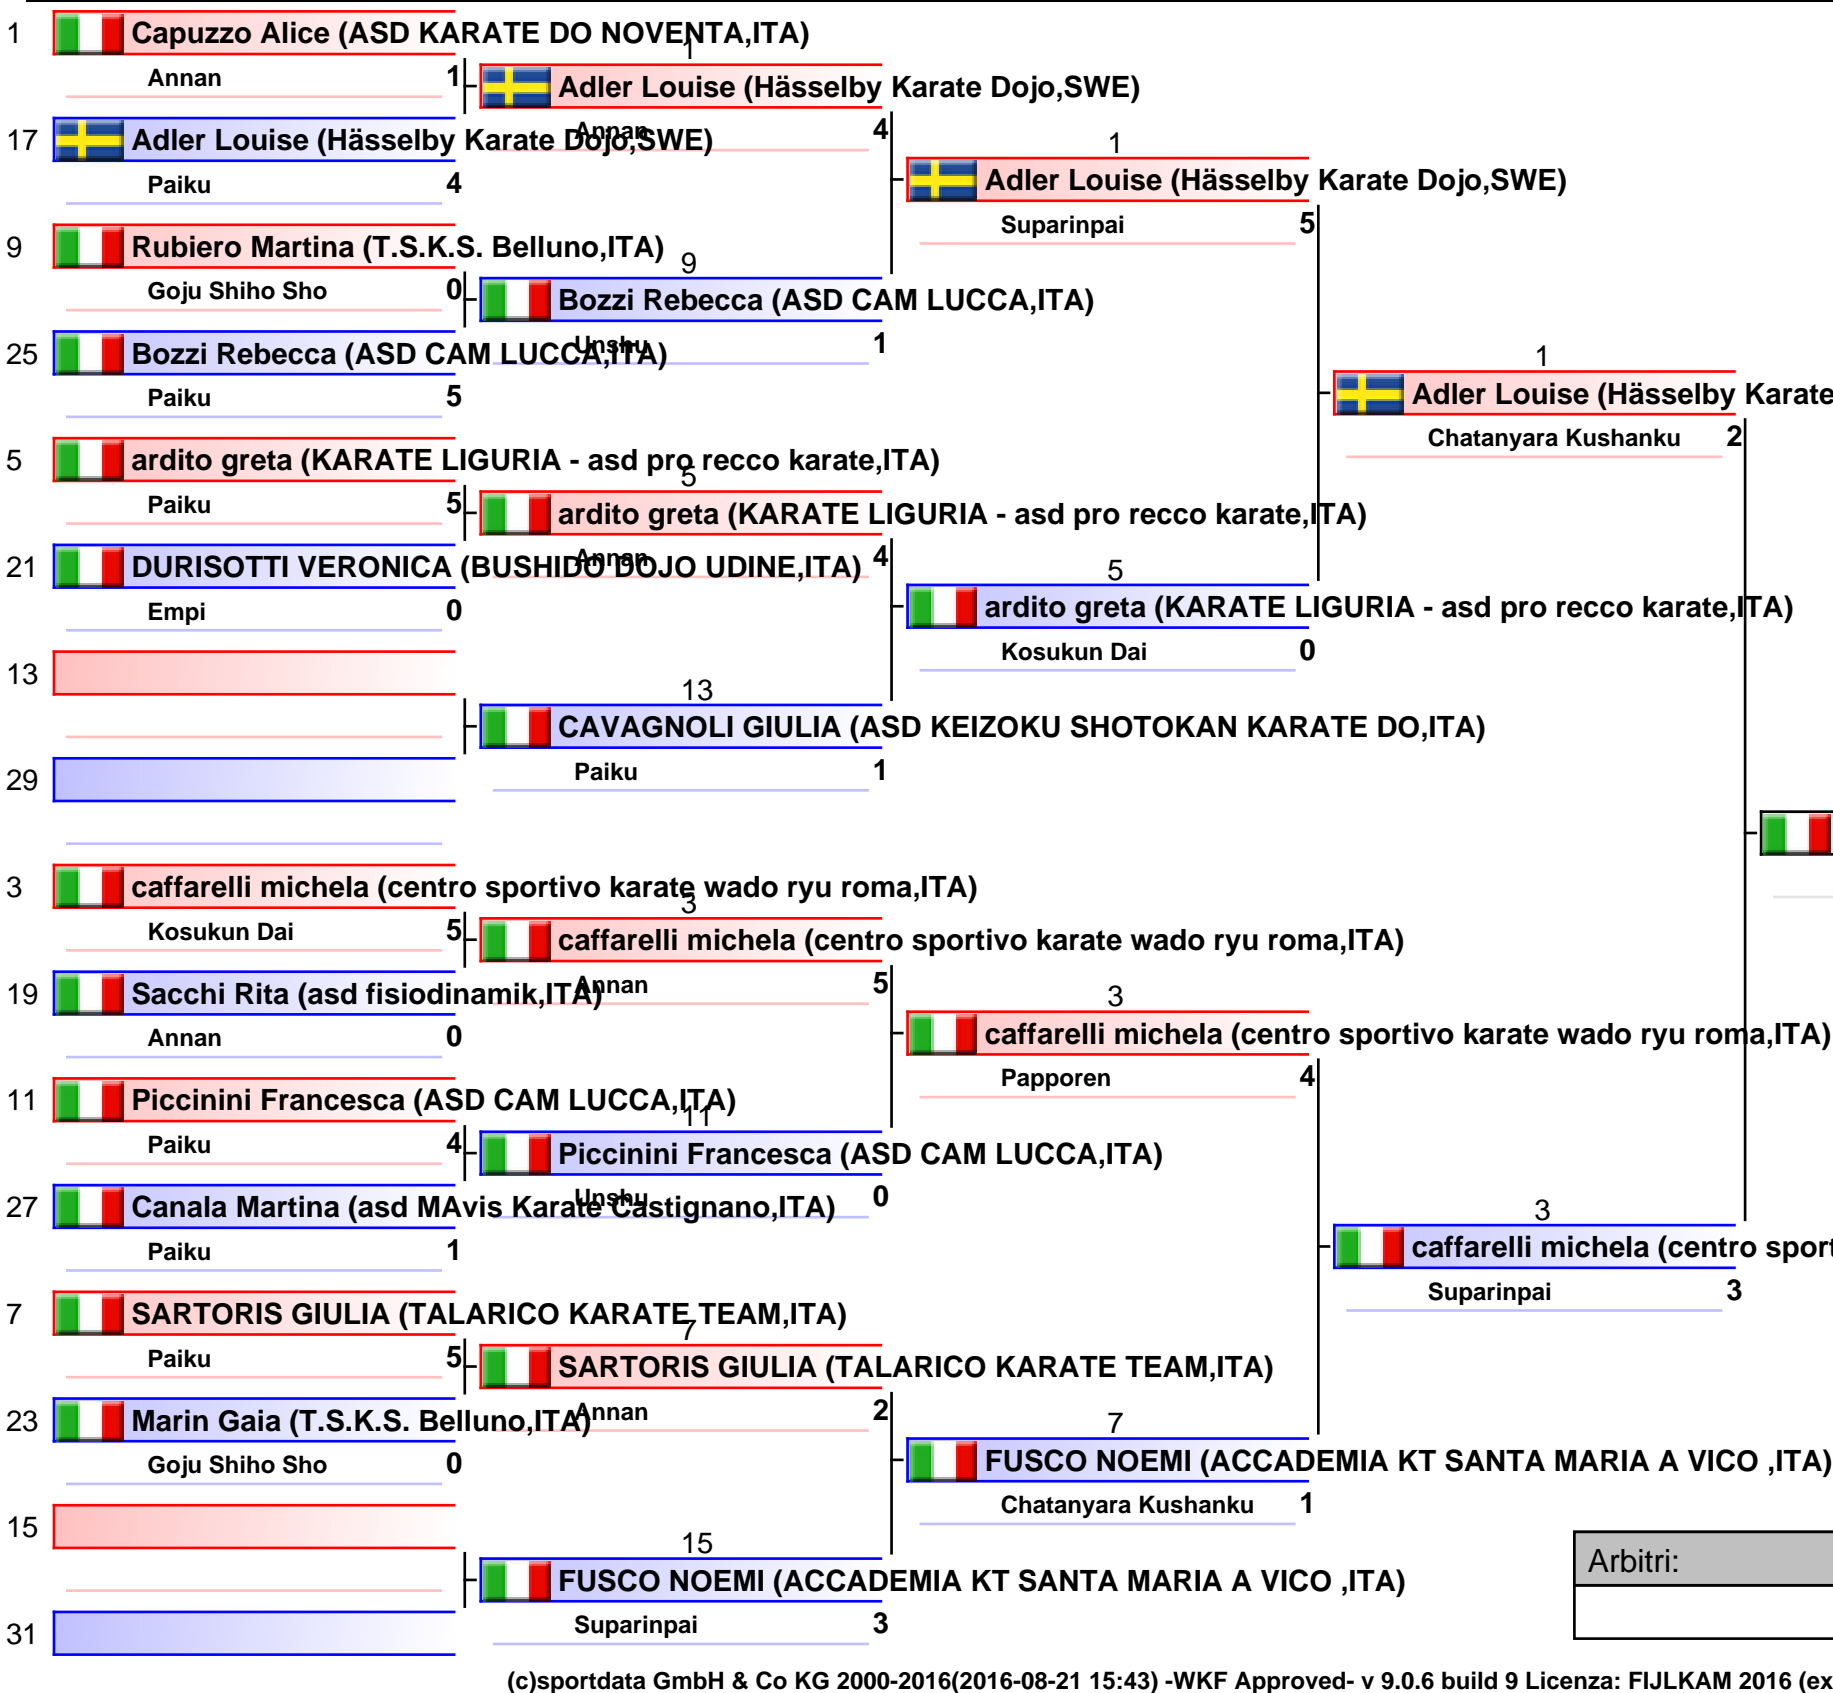 1 Capuzzo Alice (ASD KARATE DO NOVENTA,ITA)
Annan 1
17 Adler Louise (Hässelby Karate Dojo,SWE)
Paiku 4
9 Rubiero Martina (T.S.K.S. Belluno,ITA)
Goju Shiho Sho 0
25 Bozzi Rebecca (ASD CAM LUCCA,ITA)
Paiku 5
5 ardito greta (KARATE LIGURIA - asd pro recco karate,ITA)
Paiku 5
21 DURISOTTI VERONICA (BUSHIDO DOJO UDINE,ITA)
Empi 0
13
29
3 caffarelli michela (centro sportivo karate wado ryu roma,ITA)
Kosukun Dai 5
19 Sacchi Rita (asd fisiodinamik,ITA)
Annan 0
11 Piccinini Francesca (ASD CAM LUCCA,ITA)
Paiku 4
27 Canala Martina (asd MAvis Karate Castignano,ITA)
Paiku 1
7 SARTORIS GIULIA (TALARICO KARATE TEAM,ITA)
Paiku 5
23 Marin Gaia (T.S.K.S. Belluno,ITA)
Goju Shiho Sho 0
15
31
1
Adler Louise (Hässelby Karate Dojo,SWE)
Annan 4
9
Bozzi Rebecca (ASD CAM LUCCA,ITA)
Unshu 1
5
ardito greta (KARATE LIGURIA - asd pro recco karate,ITA)
Annan 4
13
CAVAGNOLI GIULIA (ASD KEIZOKU SHOTOKAN KARATE DO,ITA)
Paiku 1
3
caffarelli michela (centro sportivo karate wado ryu roma,ITA)
Annan 5
11
Piccinini Francesca (ASD CAM LUCCA,ITA)
Unshu 0
7
SARTORIS GIULIA (TALARICO KARATE TEAM,ITA)
Annan 2
15
FUSCO NOEMI (ACCADEMIA KT SANTA MARIA A VICO ,ITA)
Suparinpai 3
1
Adler Louise (Hässelby Karate Dojo,SWE)
Suparinpai 5
5
ardito greta (KARATE LIGURIA - asd pro recco karate,ITA)
Kosukun Dai 0
3
caffarelli michela (centro sportivo karate wado ryu roma,ITA)
Papporen 4
7
FUSCO NOEMI (ACCADEMIA KT SANTA MARIA A VICO ,ITA)
Chatanyara Kushanku 1
1
Adler Louise (Hässelby Karate
Chatanyara Kushanku 2
3
caffarelli michela (centro sport
Suparinpai 3
Arbitri:
(c)sportdata GmbH & Co KG 2000-2016(2016-08-21 15:43) -WKF Approved- v 9.0.6 build 9 Licenza: FIJLKAM 2016 (ex